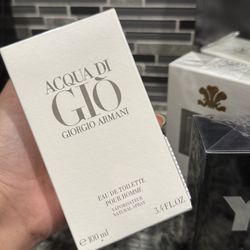 ACQUA DI
GIÒ
GIORGIO ARMANI
EAU DE TOILETTE
POUR HOMME
VAPORISATEUR
NATURAL SPRAY
e 100 ml
3.4 FL.OZ.
Y